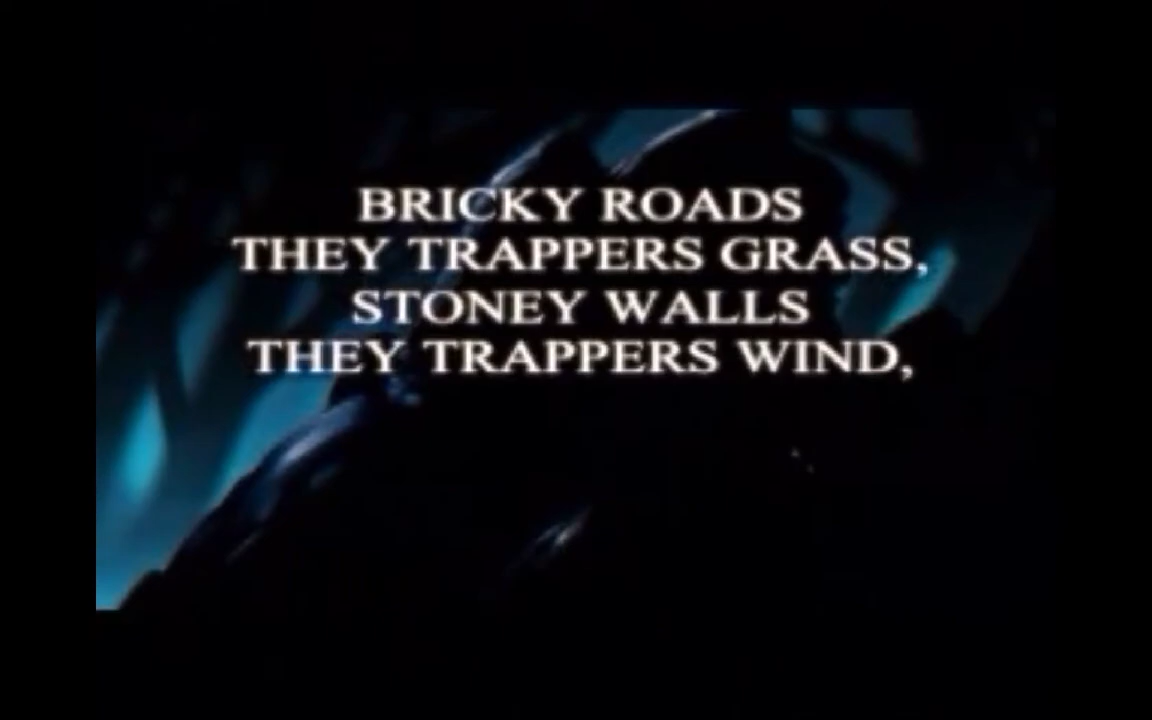 BRICKY ROADS
THEY TRAPPERS GRASS,
STONEY WALLS
THEY TRAPPERS WIND,